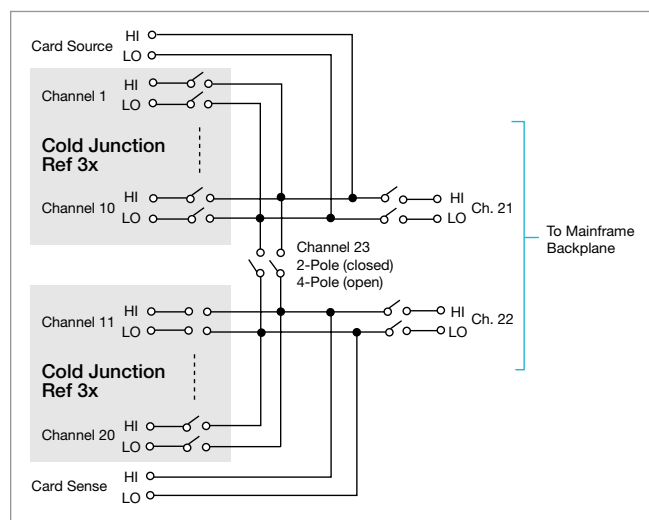 Card Source
HI
LO
Channel 1
HI
LO
Cold Junction
Ref 3x
Channel 10
HI
LO
HI
LO
Ch. 21
To Mainframe
Backplane
Channel 23
2-Pole (closed)
4-Pole (open)
Channel 11
HI
LO
HI
LO
Ch. 22
Cold Junction
Ref 3x
Channel 20
HI
LO
Card Sense
HI
LO